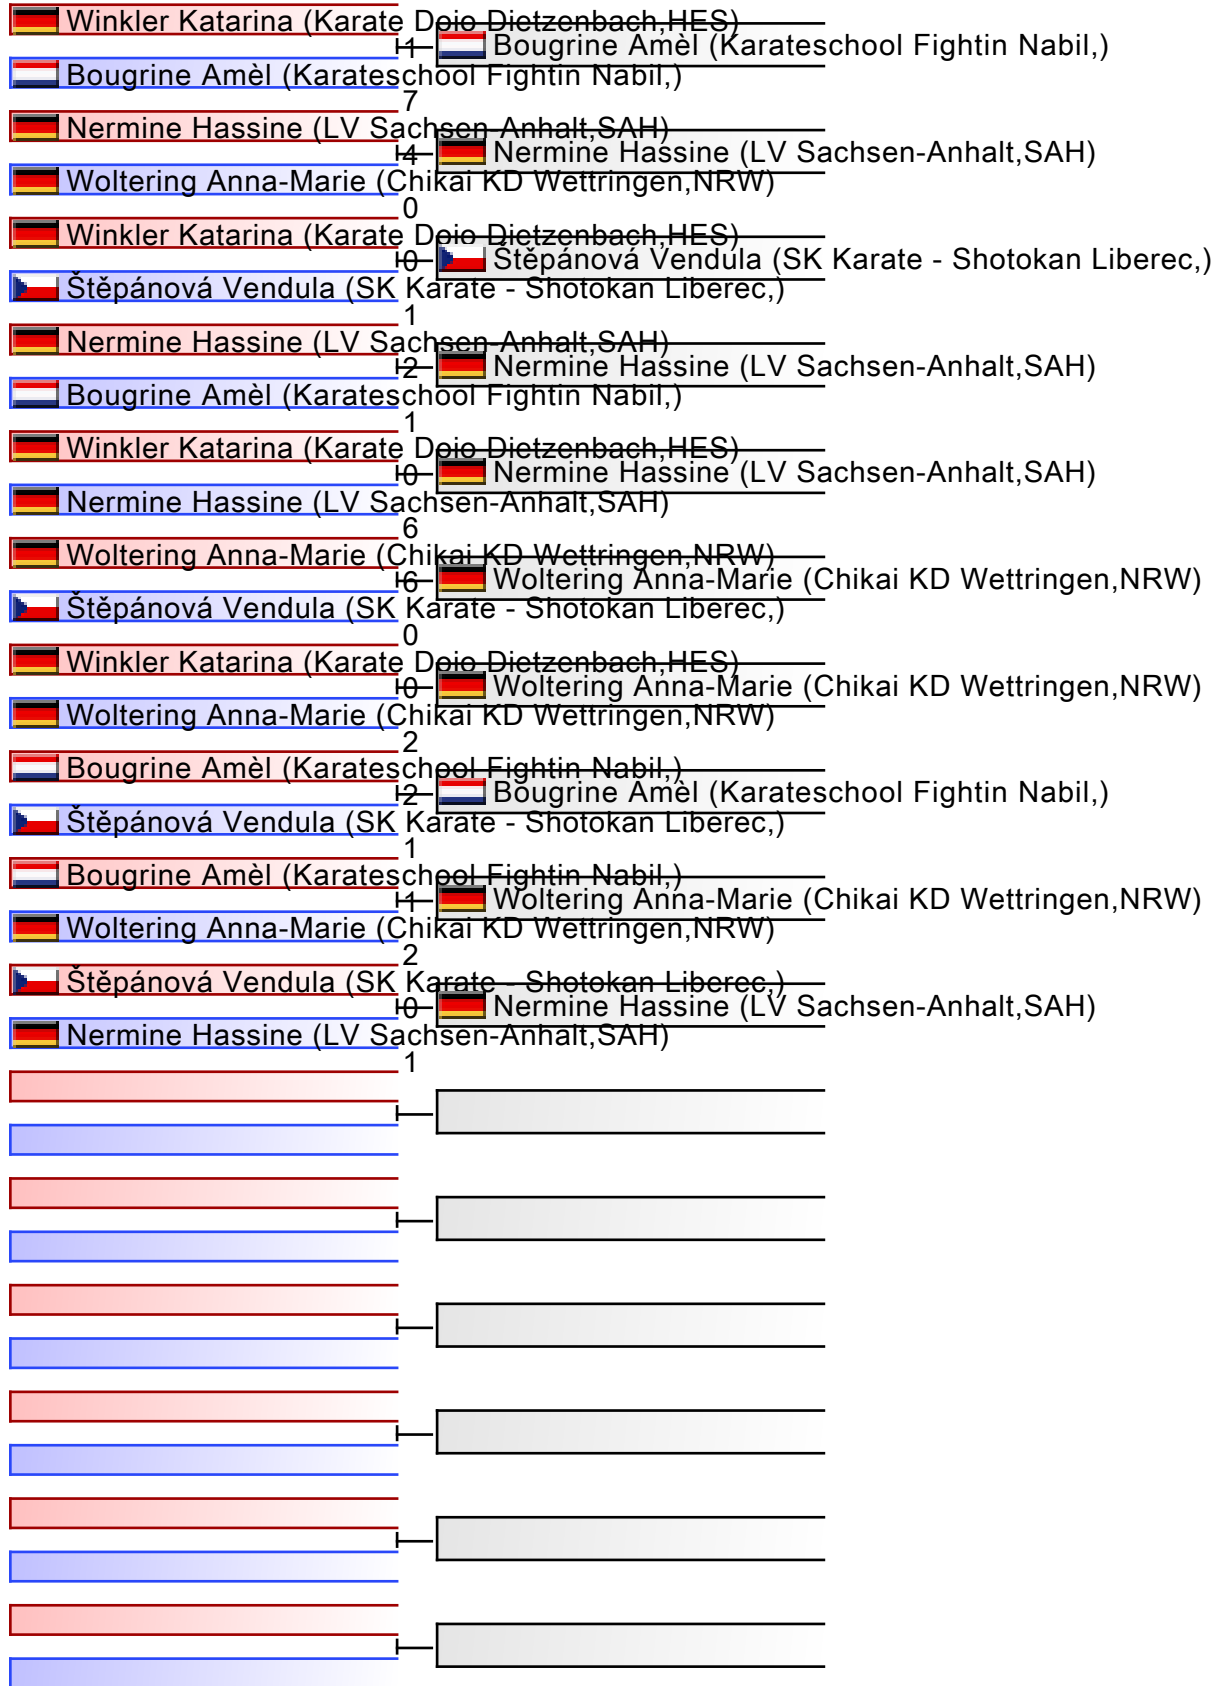 Winkler Katarina (Karate Dojo Dietzenbach,HES)
1
Bougrine Amèl (Karateschool Fightin Nabil,)
Bougrine Amèl (Karateschool Fightin Nabil,)
7
Nermine Hassine (LV Sachsen-Anhalt,SAH)
4
Nermine Hassine (LV Sachsen-Anhalt,SAH)
Woltering Anna-Marie (Chikai KD Wettringen,NRW)
0
Winkler Katarina (Karate Dojo Dietzenbach,HES)
0
Štěpánová Vendula (SK Karate - Shotokan Liberec,)
Štěpánová Vendula (SK Karate - Shotokan Liberec,)
1
Nermine Hassine (LV Sachsen-Anhalt,SAH)
2
Nermine Hassine (LV Sachsen-Anhalt,SAH)
Bougrine Amèl (Karateschool Fightin Nabil,)
1
Winkler Katarina (Karate Dojo Dietzenbach,HES)
0
Nermine Hassine (LV Sachsen-Anhalt,SAH)
Nermine Hassine (LV Sachsen-Anhalt,SAH)
6
Woltering Anna-Marie (Chikai KD Wettringen,NRW)
6
Woltering Anna-Marie (Chikai KD Wettringen,NRW)
Štěpánová Vendula (SK Karate - Shotokan Liberec,)
0
Winkler Katarina (Karate Dojo Dietzenbach,HES)
0
Woltering Anna-Marie (Chikai KD Wettringen,NRW)
Woltering Anna-Marie (Chikai KD Wettringen,NRW)
2
Bougrine Amèl (Karateschool Fightin Nabil,)
2
Bougrine Amèl (Karateschool Fightin Nabil,)
Štěpánová Vendula (SK Karate - Shotokan Liberec,)
1
Bougrine Amèl (Karateschool Fightin Nabil,)
1
Woltering Anna-Marie (Chikai KD Wettringen,NRW)
Woltering Anna-Marie (Chikai KD Wettringen,NRW)
2
Štěpánová Vendula (SK Karate - Shotokan Liberec,)
0
Nermine Hassine (LV Sachsen-Anhalt,SAH)
Nermine Hassine (LV Sachsen-Anhalt,SAH)
1